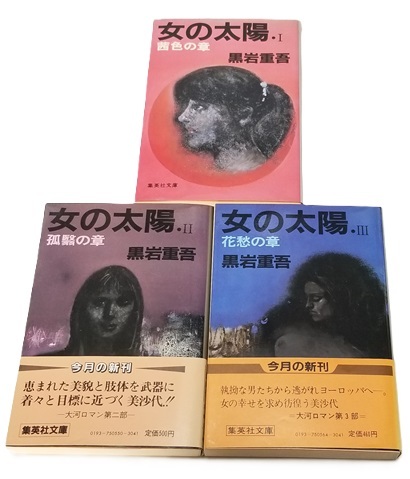 女の太陽・I
茜色の章
黒岩重吾
集英社文庫
女の太陽・II
孤翳の章
黒岩重吾
今月の新刊
恵まれた美貌と肢体を武器に
着々と目標に近づく美沙代!!
—大河ロマン第二部—
集英社文庫
定価500円
女の太陽・III
花愁の章
黒岩重吾
今月の新刊
執拗な男たちから逃がれヨーロッパへ—。
女の幸せを求め彷徨う美沙代
—大河ロマン第3部—
集英社文庫